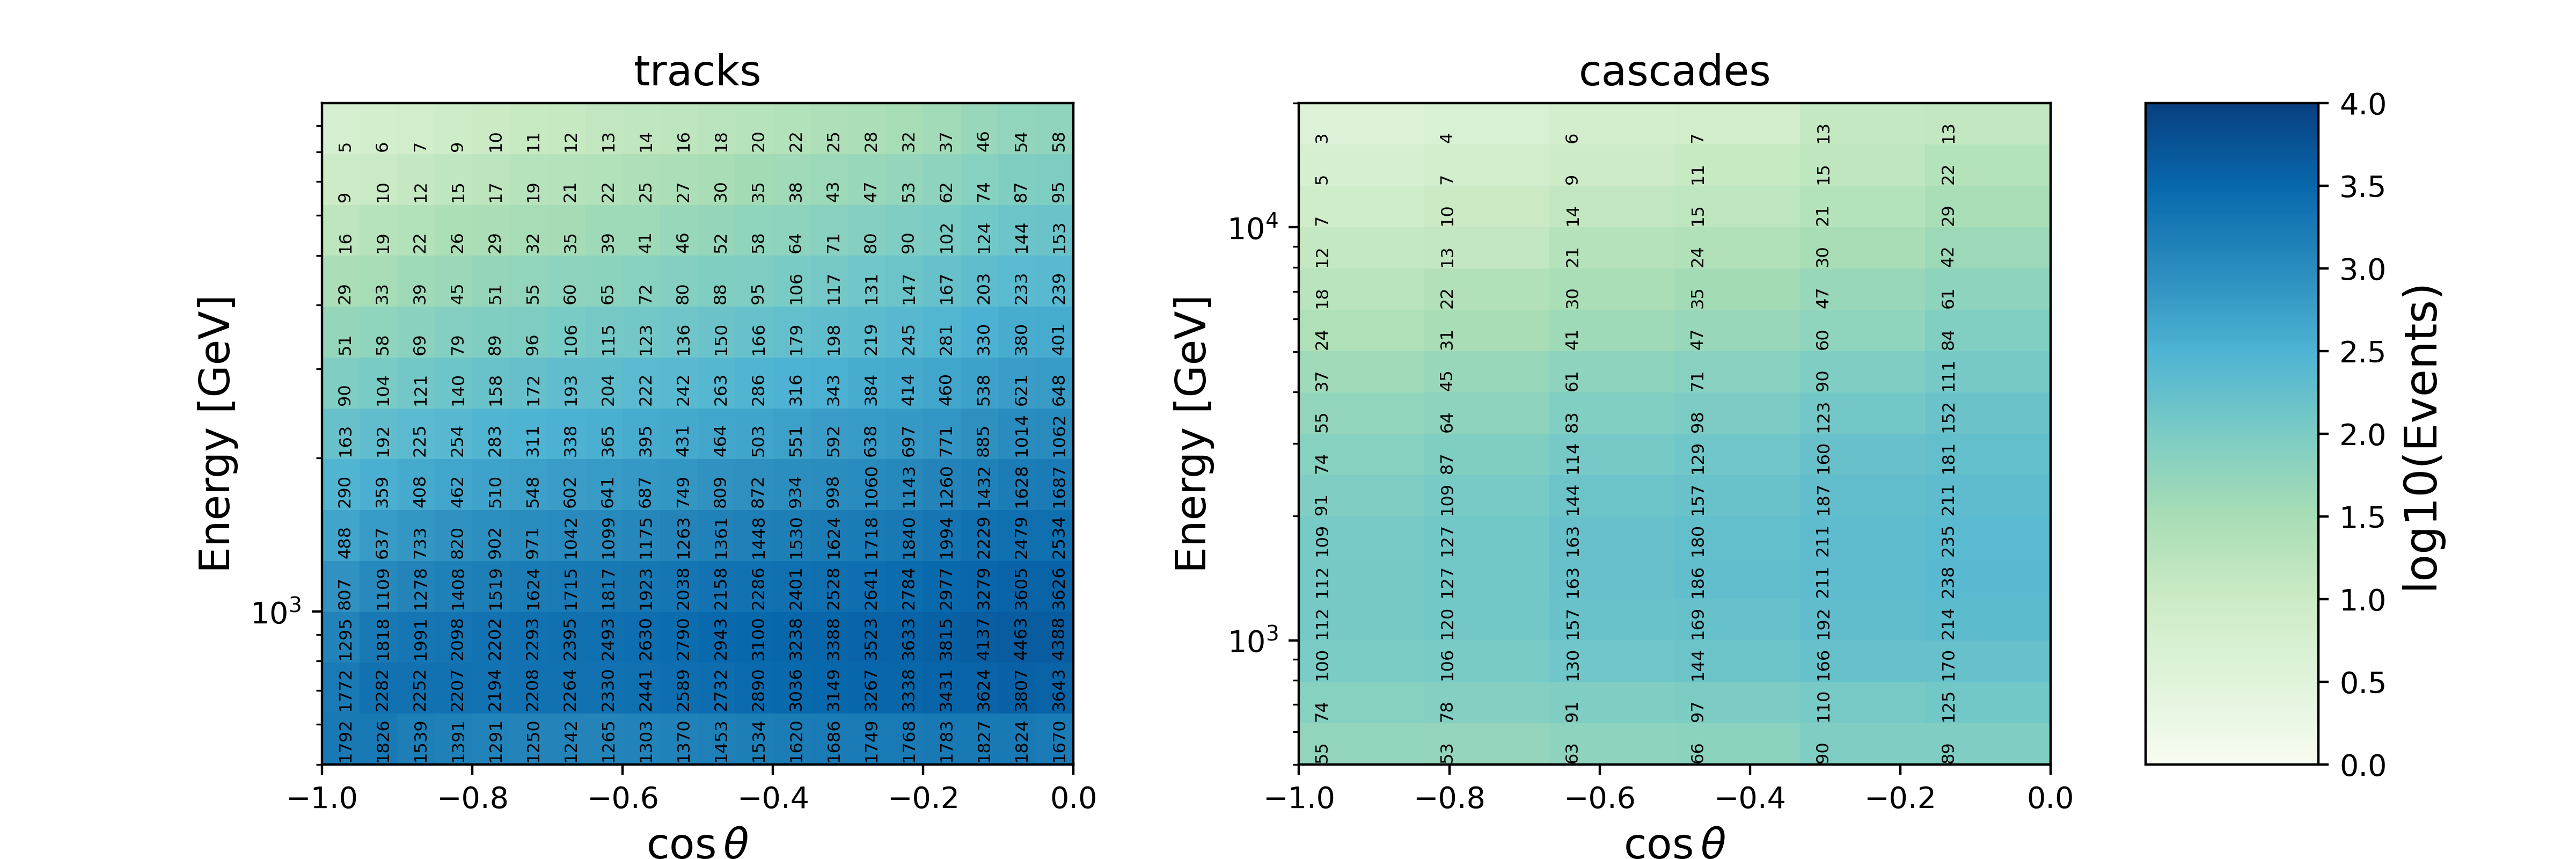 tracks
5 6 7 9 10 11 12 13 14 16 18 20 22 25 28 32 37 46 54 58
9 10 12 15 17 19 21 22 25 27 30 35 38 43 47 53 62 74 87 95
16 19 22 26 29 32 35 39 41 46 52 58 64 71 80 90 102 124 144 153
29 33 39 45 51 55 60 65 72 80 88 95 106 117 131 147 167 203 233 239
51 58 69 79 89 96 106 115 123 136 150 166 179 198 219 245 281 330 380 401
90 104 121 140 158 172 193 204 222 242 263 286 316 343 384 414 460 538 621 648
163 192 225 254 283 311 338 365 395 431 464 503 551 592 638 697 771 885 1014 1062
290 359 408 462 510 548 602 641 687 749 809 872 934 998 1060 1143 1260 1432 1628 1687
488 637 733 820 902 971 1042 1099 1175 1263 1361 1448 1530 1624 1718 1840 1994 2229 2479 2534
807 1109 1278 1408 1519 1624 1715 1817 1923 2038 2158 2286 2401 2528 2641 2784 2977 3279 3605 3626
1295 1818 1991 2098 2202 2293 2395 2493 2630 2790 2943 3100 3238 3388 3523 3633 3815 4137 4463 4388
1772 2282 2252 2207 2194 2208 2264 2330 2441 2589 2732 2890 3036 3149 3267 3338 3431 3624 3807 3643
1792 1826 1539 1391 1291 1250 1242 1265 1303 1370 1453 1534 1620 1686 1749 1768 1783 1827 1824 1670
10³
Energy [GeV]
−1.0 −0.8 −0.6 −0.4 −0.2 0.0
cos θ
cascades
3 4 6 7 13 13
5 7 9 11 15 22
7 10 14 15 21 29
12 13 21 24 30 42
18 22 30 35 47 61
24 31 41 47 60 84
37 45 61 71 90 111
55 64 83 98 123 152
74 87 114 129 160 181
91 109 144 157 187 211
109 127 163 180 211 235
112 127 163 186 211 238
112 120 157 169 192 214
100 106 130 144 166 170
74 78 91 97 110 125
55 53 63 66 90 89
10⁴
10³
Energy [GeV]
−1.0 −0.8 −0.6 −0.4 −0.2 0.0
cos θ
4.0
3.5
3.0
2.5
2.0
1.5
1.0
0.5
0.0
log10(Events)